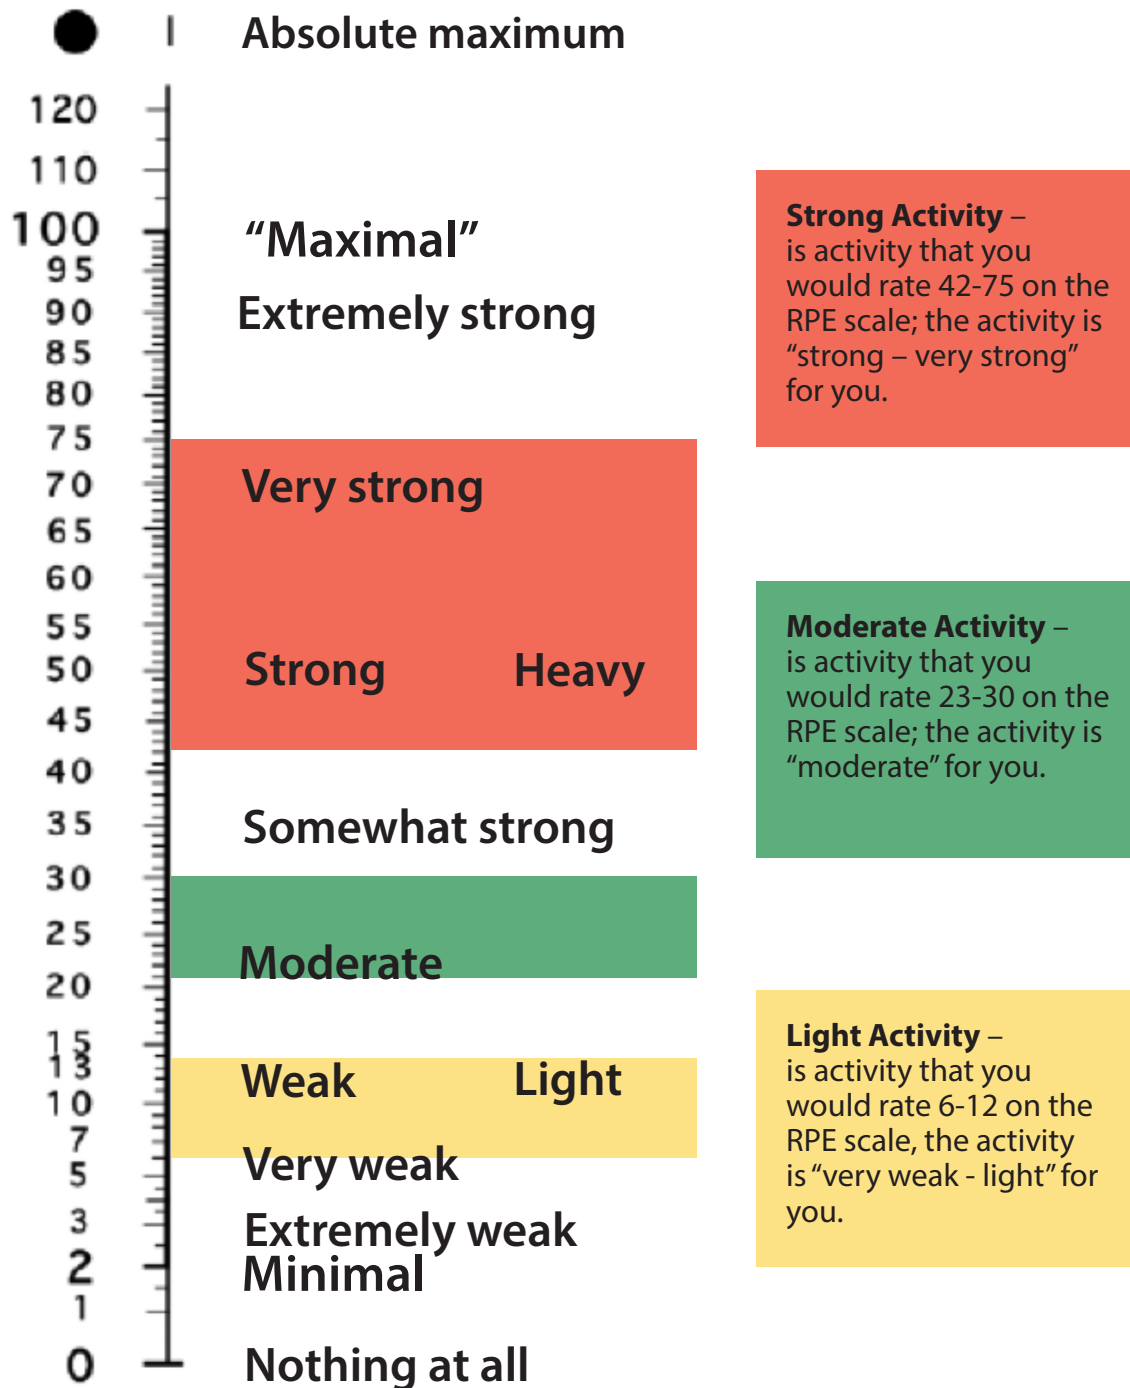 Absolute maximum
120
110
100 “Maximal”
95
90 Extremely strong
85
80
75
70 Very strong
65
60
55
50 Strong Heavy
45
40
35 Somewhat strong
30
25
Moderate
20
15
13 Weak Light
10
7
Very weak
5
3 Extremely weak
2 Minimal
1
0 Nothing at all
Strong Activity –
is activity that you
would rate 42-75 on the
RPE scale; the activity is
“strong – very strong”
for you.
Moderate Activity –
is activity that you
would rate 23-30 on the
RPE scale; the activity is
“moderate” for you.
Light Activity –
is activity that you
would rate 6-12 on the
RPE scale, the activity
is “very weak - light” for
you.